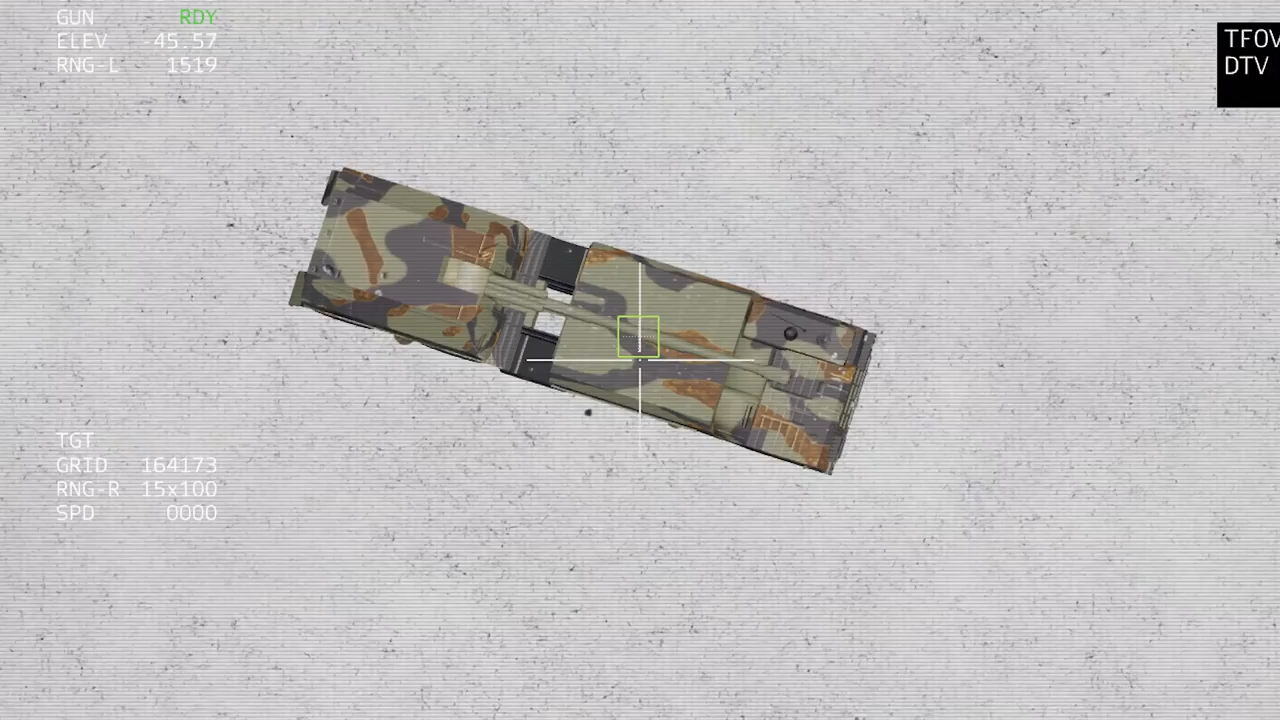 GUN RDY
ELEV -45.57
RNG-L 1519
TFOV
DTV
TGT
GRID 164173
RNG-R 15x100
SPD 0000